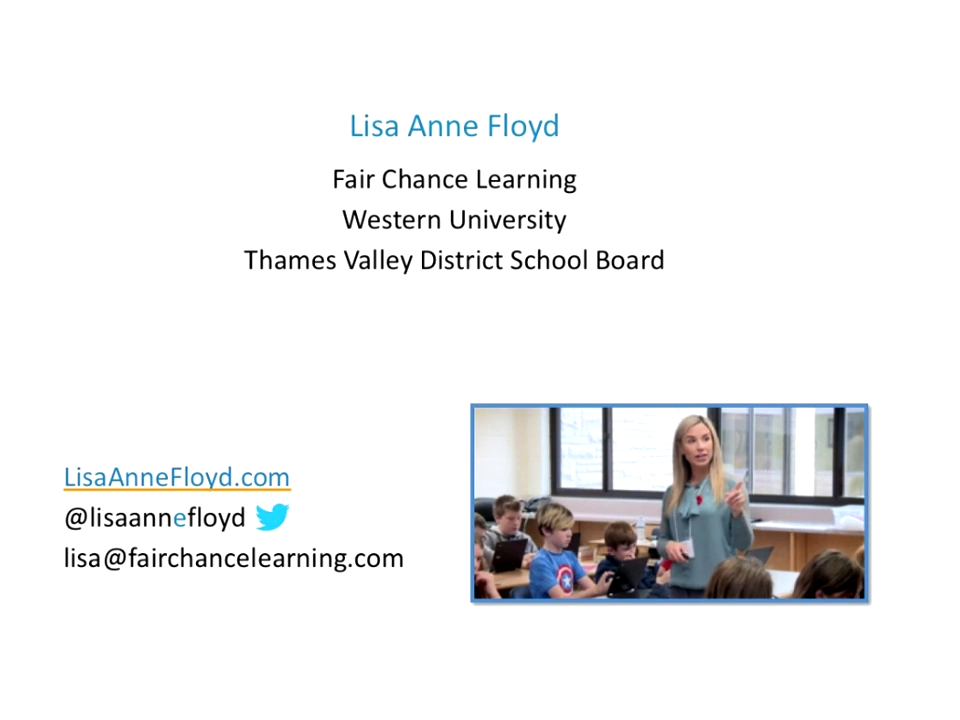 Lisa Anne Floyd
Fair Chance Learning
Western University
Thames Valley District School Board
LisaAnneFloyd.com
@lisaannefloyd
lisa@fairchancelearning.com